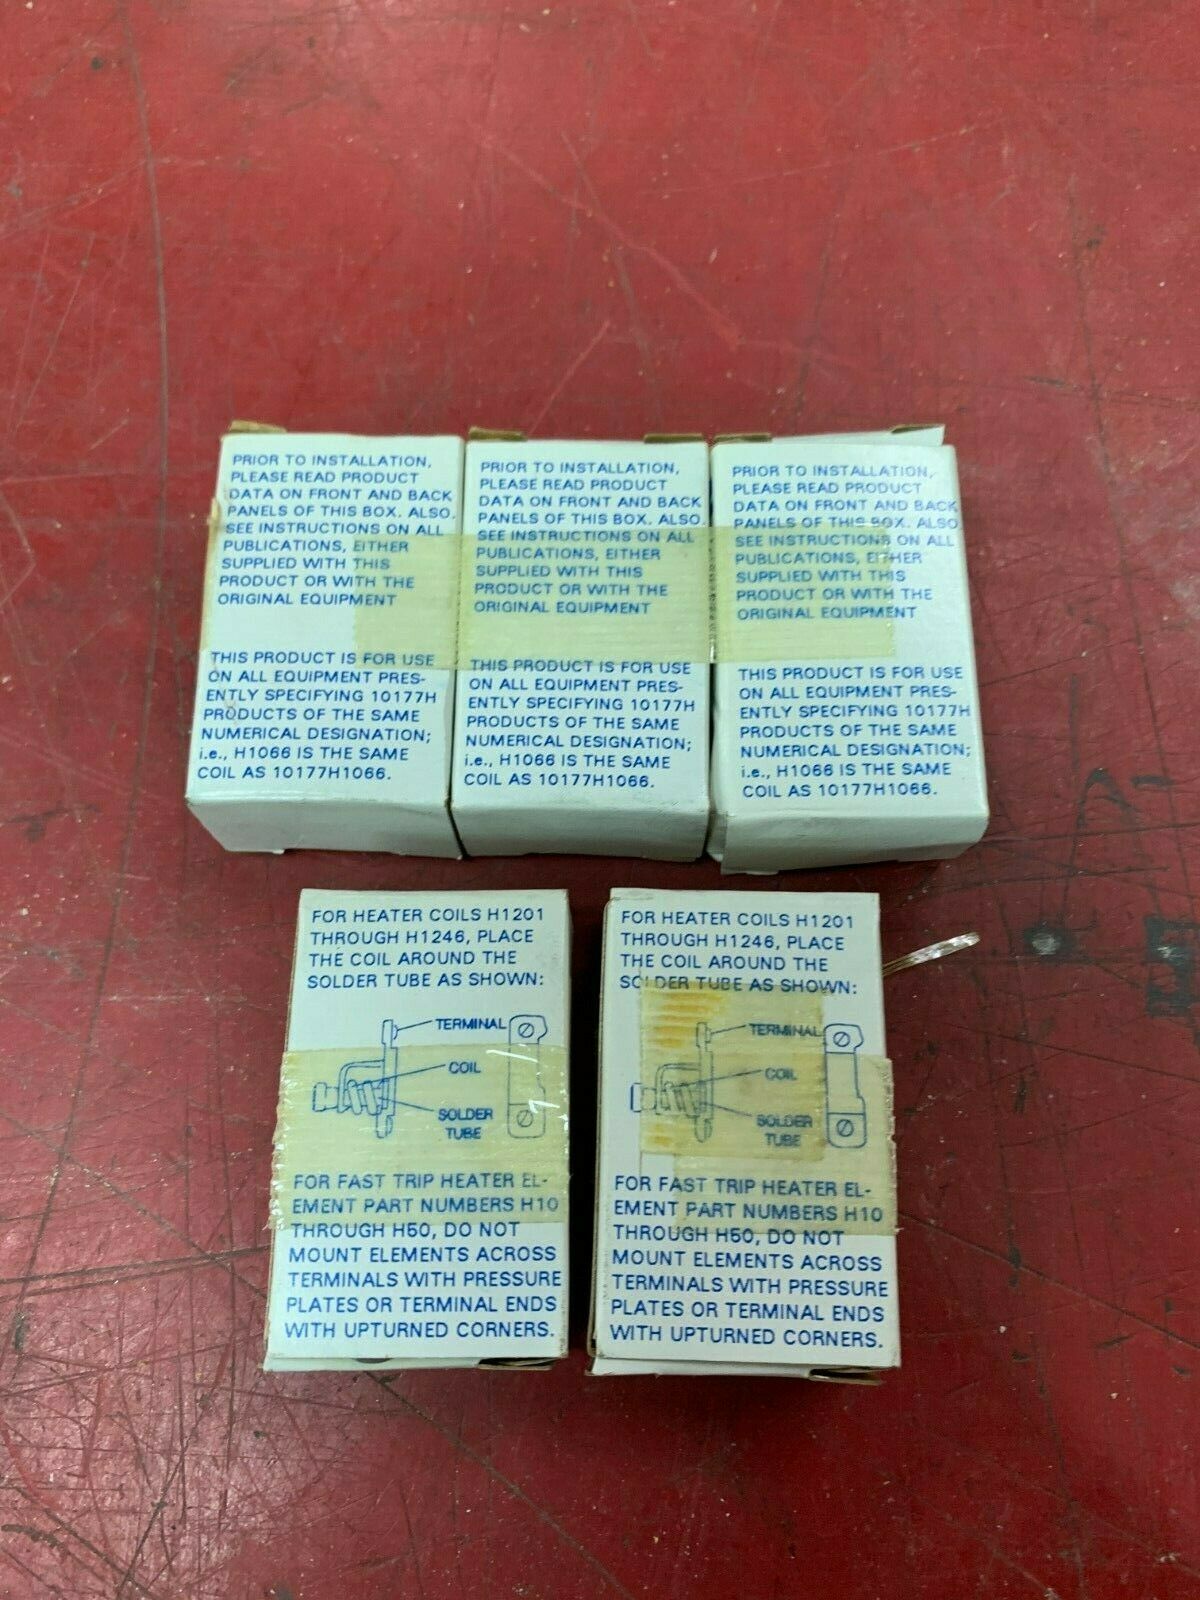 PRIOR TO INSTALLATION,
PLEASE READ PRODUCT
DATA ON FRONT AND BACK
PANELS OF THIS BOX. ALSO,
SEE INSTRUCTIONS ON ALL
PUBLICATIONS, EITHER
SUPPLIED WITH THIS
PRODUCT OR WITH THE
ORIGINAL EQUIPMENT
THIS PRODUCT IS FOR USE
ON ALL EQUIPMENT PRES-
ENTLY SPECIFYING 10177H
PRODUCTS OF THE SAME
NUMERICAL DESIGNATION;
i.e., H1066 IS THE SAME
COIL AS 10177H1066.
PRIOR TO INSTALLATION,
PLEASE READ PRODUCT
DATA ON FRONT AND BACK
PANELS OF THIS BOX. ALSO
SEE INSTRUCTIONS ON ALL
PUBLICATIONS, EITHER
SUPPLIED WITH THIS
PRODUCT OR WITH THE
ORIGINAL EQUIPMENT
THIS PRODUCT IS FOR USE
ON ALL EQUIPMENT PRES-
ENTLY SPECIFYING 10177H
PRODUCTS OF THE SAME
NUMERICAL DESIGNATION;
i.e., H1066 IS THE SAME
COIL AS 10177H1066.
PRIOR TO INSTALLATION,
PLEASE READ PRODUCT
DATA ON FRONT AND BACK
PANELS OF THIS BOX. ALSO
SEE INSTRUCTIONS ON ALL
PUBLICATIONS, EITHER
SUPPLIED WITH THIS
PRODUCT OR WITH THE
ORIGINAL EQUIPMENT
THIS PRODUCT IS FOR USE
ON ALL EQUIPMENT PRES-
ENTLY SPECIFYING 10177H
PRODUCTS OF THE SAME
NUMERICAL DESIGNATION;
i.e., H1066 IS THE SAME
COIL AS 10177H1066.
FOR HEATER COILS H1201
THROUGH H1246, PLACE
THE COIL AROUND THE
SOLDER TUBE AS SHOWN:
TERMINAL
COIL
SOLDER
TUBE
FOR FAST TRIP HEATER EL-
EMENT PART NUMBERS H10
THROUGH H50, DO NOT
MOUNT ELEMENTS ACROSS
TERMINALS WITH PRESSURE
PLATES OR TERMINAL ENDS
WITH UPTURNED CORNERS.
FOR HEATER COILS H1201
THROUGH H1246, PLACE
THE COIL AROUND THE
SOLDER TUBE AS SHOWN:
TERMINAL
COIL
SOLDER
TUBE
FOR FAST TRIP HEATER EL-
EMENT PART NUMBERS H10
THROUGH H50, DO NOT
MOUNT ELEMENTS ACROSS
TERMINALS WITH PRESSURE
PLATES OR TERMINAL ENDS
WITH UPTURNED CORNERS.